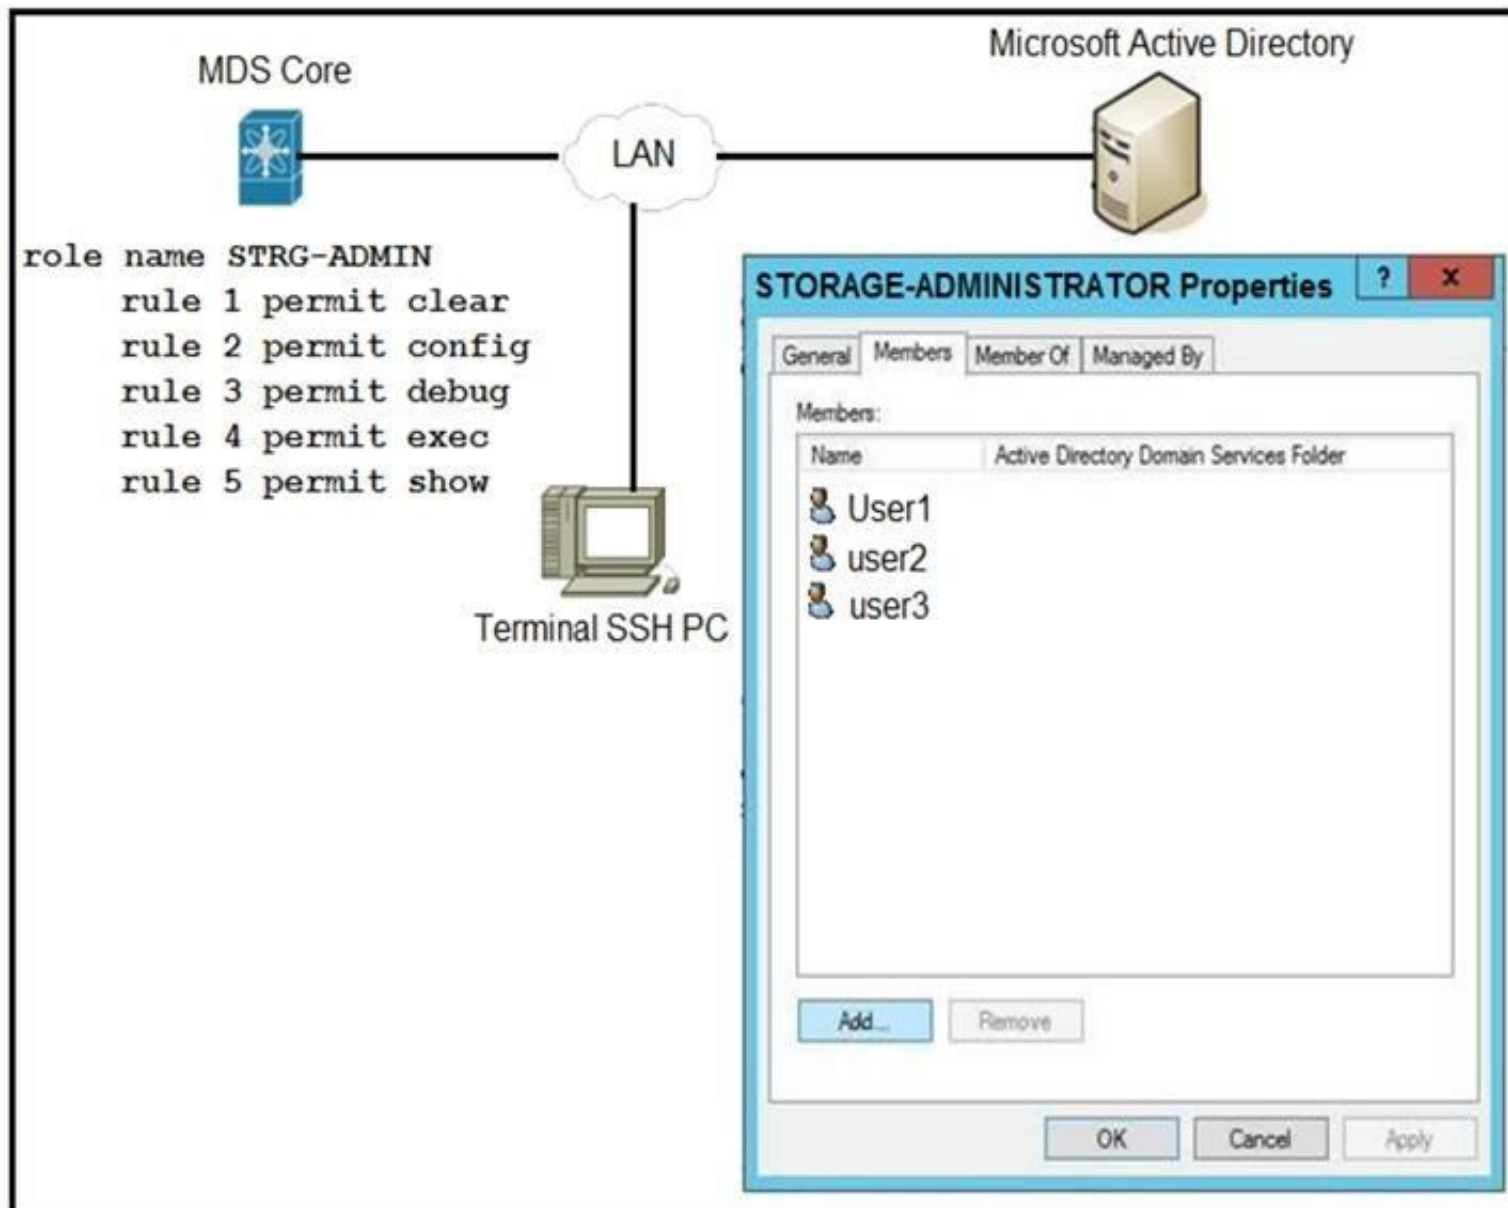 MDS Core
Microsoft Active Directory
LAN
role name STRG-ADMIN
rule 1 permit clear
rule 2 permit config
rule 3 permit debug
rule 4 permit exec
rule 5 permit show
Terminal SSH PC
STORAGE-ADMINISTRATOR Properties ? x
General Members Member Of Managed By
Members:
Name Active Directory Domain Services Folder
User1
user2
user3
Add... Remove
OK Cancel Apply